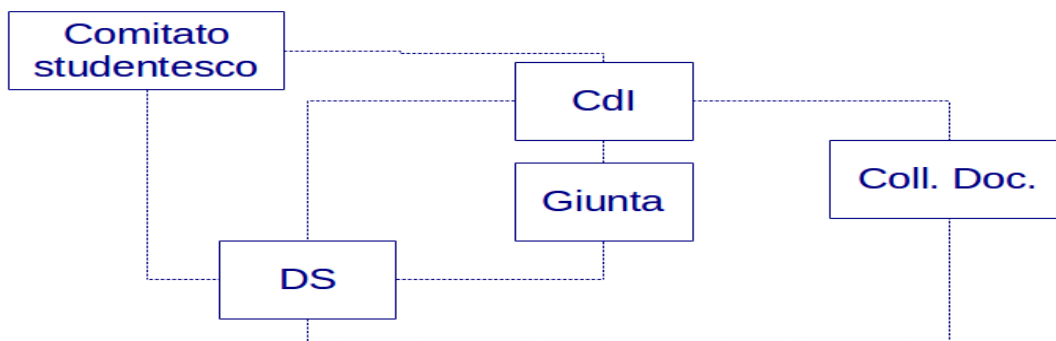 Comitato
studentesco
CdI
Coll. Doc.
Giunta
DS